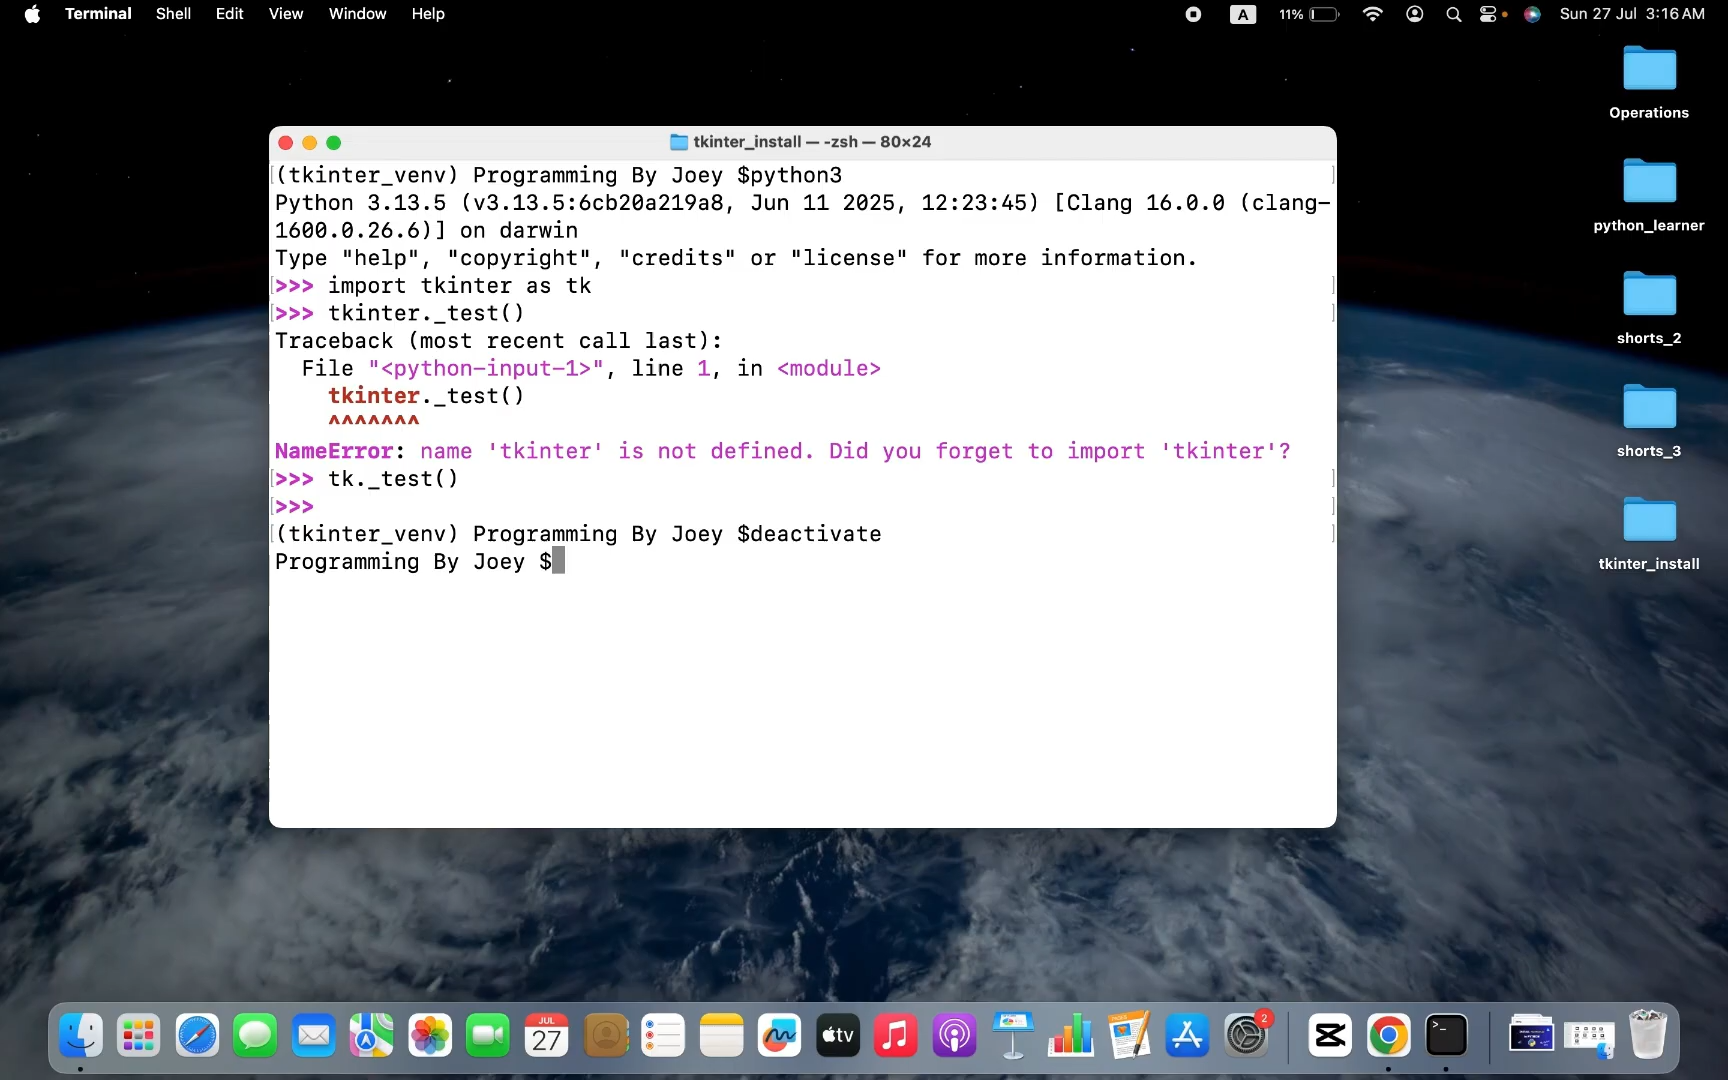 Terminal Shell Edit View Window Help A 11% Sun 27 Jul 3:16 AM
Operations
python_learner
shorts_2
shorts_3
tkinter_install
tkinter_install — -zsh — 80×24
(tkinter_venv) Programming By Joey $python3
Python 3.13.5 (v3.13.5:6cb20a219a8, Jun 11 2025, 12:23:45) [Clang 16.0.0 (clang-
1600.0.26.6)] on darwin
Type "help", "copyright", "credits" or "license" for more information.
>>> import tkinter as tk
>>> tkinter._test()
Traceback (most recent call last):
  File "<python-input-1>", line 1, in <module>
    tkinter._test()
    ^^^^^^^
NameError: name 'tkinter' is not defined. Did you forget to import 'tkinter'?
>>> tk._test()
>>>
(tkinter_venv) Programming By Joey $deactivate
Programming By Joey $
JUL
27
tv
2
>_